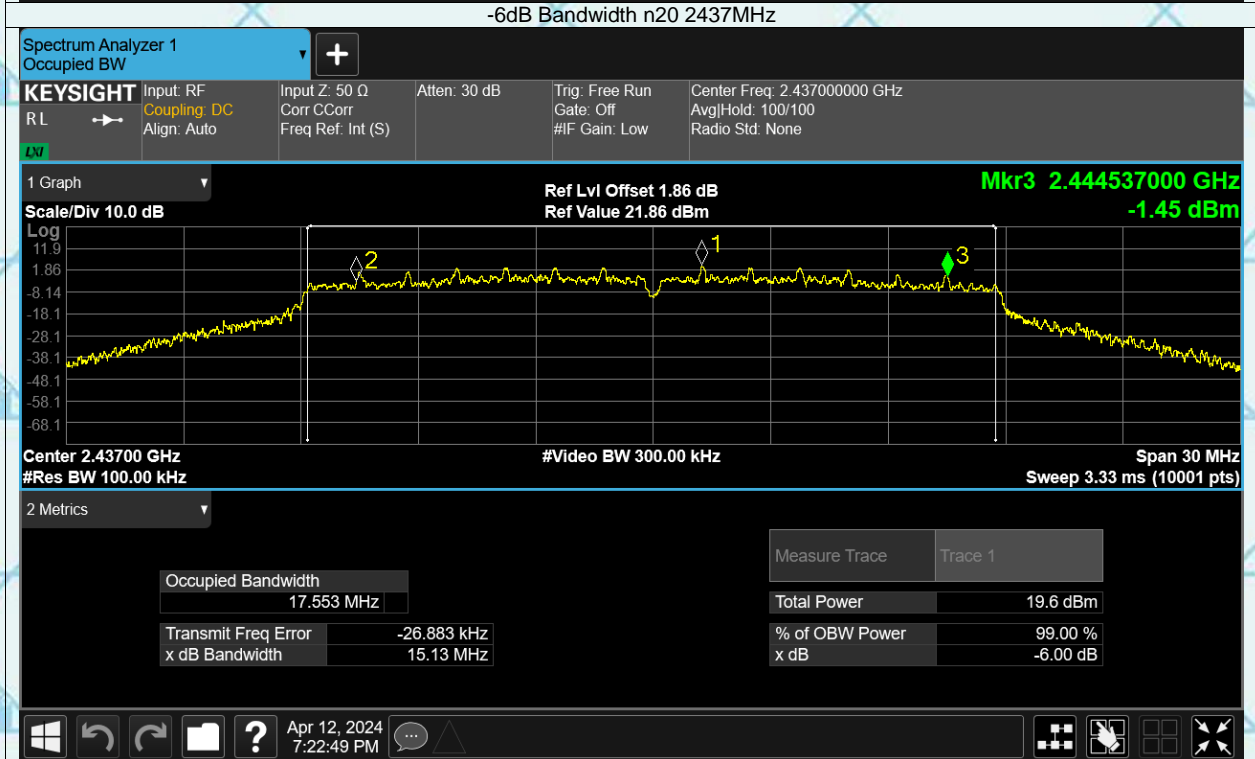 -6dB Bandwidth n20 2437MHz
Spectrum Analyzer 1
Occupied BW
KEYSIGHT
R L
LXI
Input: RF
Coupling: DC
Align: Auto
Input Z: 50 Ω
Corr CCorr
Freq Ref: Int (S)
Atten: 30 dB
Trig: Free Run
Gate: Off
#IF Gain: Low
Center Freq: 2.437000000 GHz
Avg|Hold: 100/100
Radio Std: None
1 Graph
Scale/Div 10.0 dB
Ref Lvl Offset 1.86 dB
Ref Value 21.86 dBm
Mkr3 2.444537000 GHz
-1.45 dBm
Log
11.9
1.86
-8.14
-18.1
-28.1
-38.1
-48.1
-58.1
-68.1
2
1
3
Center 2.43700 GHz
#Video BW 300.00 kHz
Span 30 MHz
#Res BW 100.00 kHz
Sweep 3.33 ms (10001 pts)
2 Metrics
Measure Trace Trace 1
Occupied Bandwidth
17.553 MHz
Total Power 19.6 dBm
Transmit Freq Error -26.883 kHz
% of OBW Power 99.00 %
x dB Bandwidth 15.13 MHz
x dB -6.00 dB
?
Apr 12, 2024
7:22:49 PM